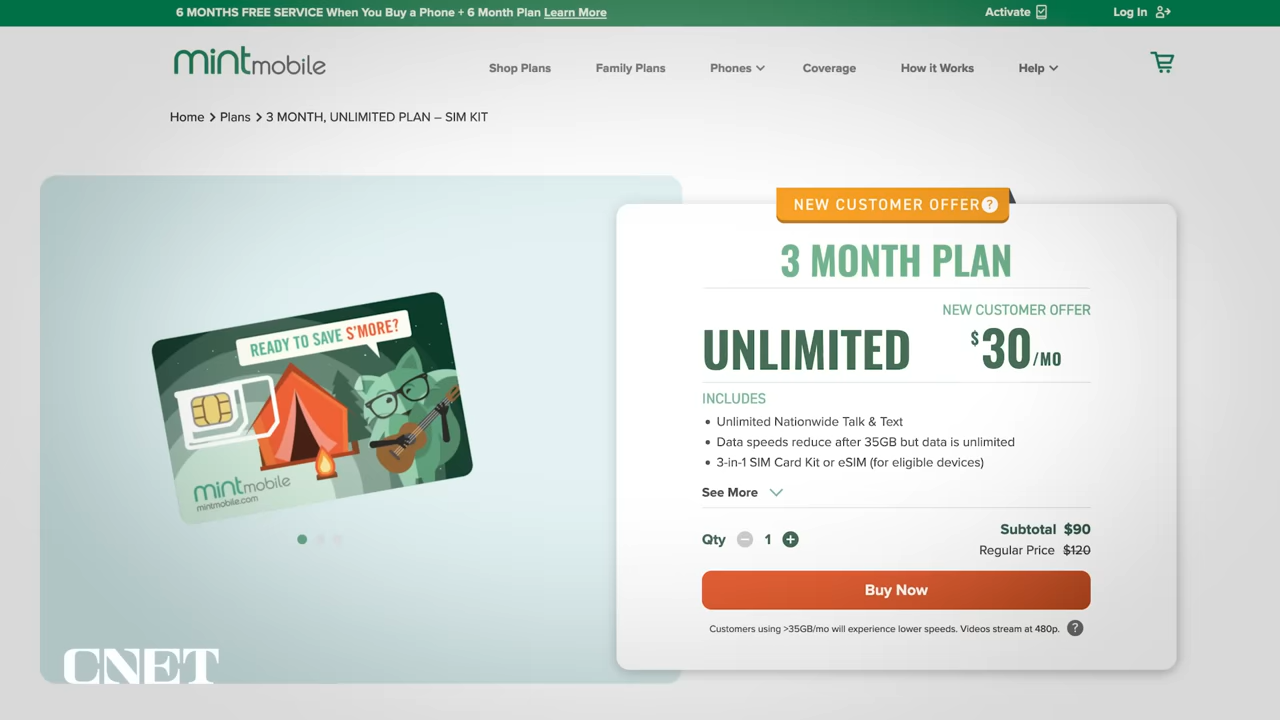 6 MONTHS FREE SERVICE When You Buy a Phone + 6 Month Plan Learn More
Activate
Log In
mintmobile
Shop Plans
Family Plans
Phones
Coverage
How it Works
Help
Home > Plans > 3 MONTH, UNLIMITED PLAN – SIM KIT
READY TO SAVE S'MORE?
mintmobile
mintmobile.com
NEW CUSTOMER OFFER ?
3 MONTH PLAN
NEW CUSTOMER OFFER
UNLIMITED
$30/MO
INCLUDES
• Unlimited Nationwide Talk & Text
• Data speeds reduce after 35GB but data is unlimited
• 3-in-1 SIM Card Kit or eSIM (for eligible devices)
See More
Qty − 1 +
Subtotal $90
Regular Price $120
Buy Now
Customers using >35GB/mo will experience lower speeds. Videos stream at 480p. ?
CNET